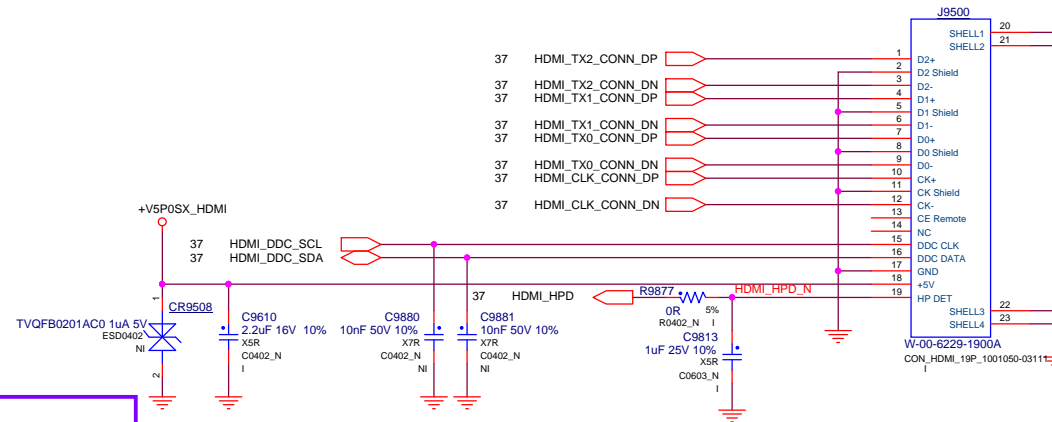 J9500
SHELL1 20
SHELL2 21
37 HDMI_TX2_CONN_DP 1 D2+
2 D2 Shield
37 HDMI_TX2_CONN_DN 3 D2-
37 HDMI_TX1_CONN_DP 4 D1+
5 D1 Shield
37 HDMI_TX1_CONN_DN 6 D1-
37 HDMI_TX0_CONN_DP 7 D0+
8 D0 Shield
37 HDMI_TX0_CONN_DN 9 D0-
37 HDMI_CLK_CONN_DP 10 CK+
11 CK Shield
37 HDMI_CLK_CONN_DN 12 CK-
13 CE Remote
14 NC
+V5P0SX_HDMI
37 HDMI_DDC_SCL 15 DDC CLK
37 HDMI_DDC_SDA 16 DDC DATA
17 GND
18 +5V
37 HDMI_HPD R9877 HDMI_HPD_N 19 HP DET
0R 5%
R0402_N I
SHELL3 22
SHELL4 23
W-00-6229-1900A
CON_HDMI_19P_1001050-03111
I
1
CR9508
TVQFB0201AC0 1uA 5V
ESD0402
NI
2
C9610
2.2uF 16V 10%
X5R
C0402_N
I
C9880
10nF 50V 10%
X7R
C0402_N
NI
C9881
10nF 50V 10%
X7R
C0402_N
NI
C9813
1uF 25V 10%
X5R
C0603_N
I